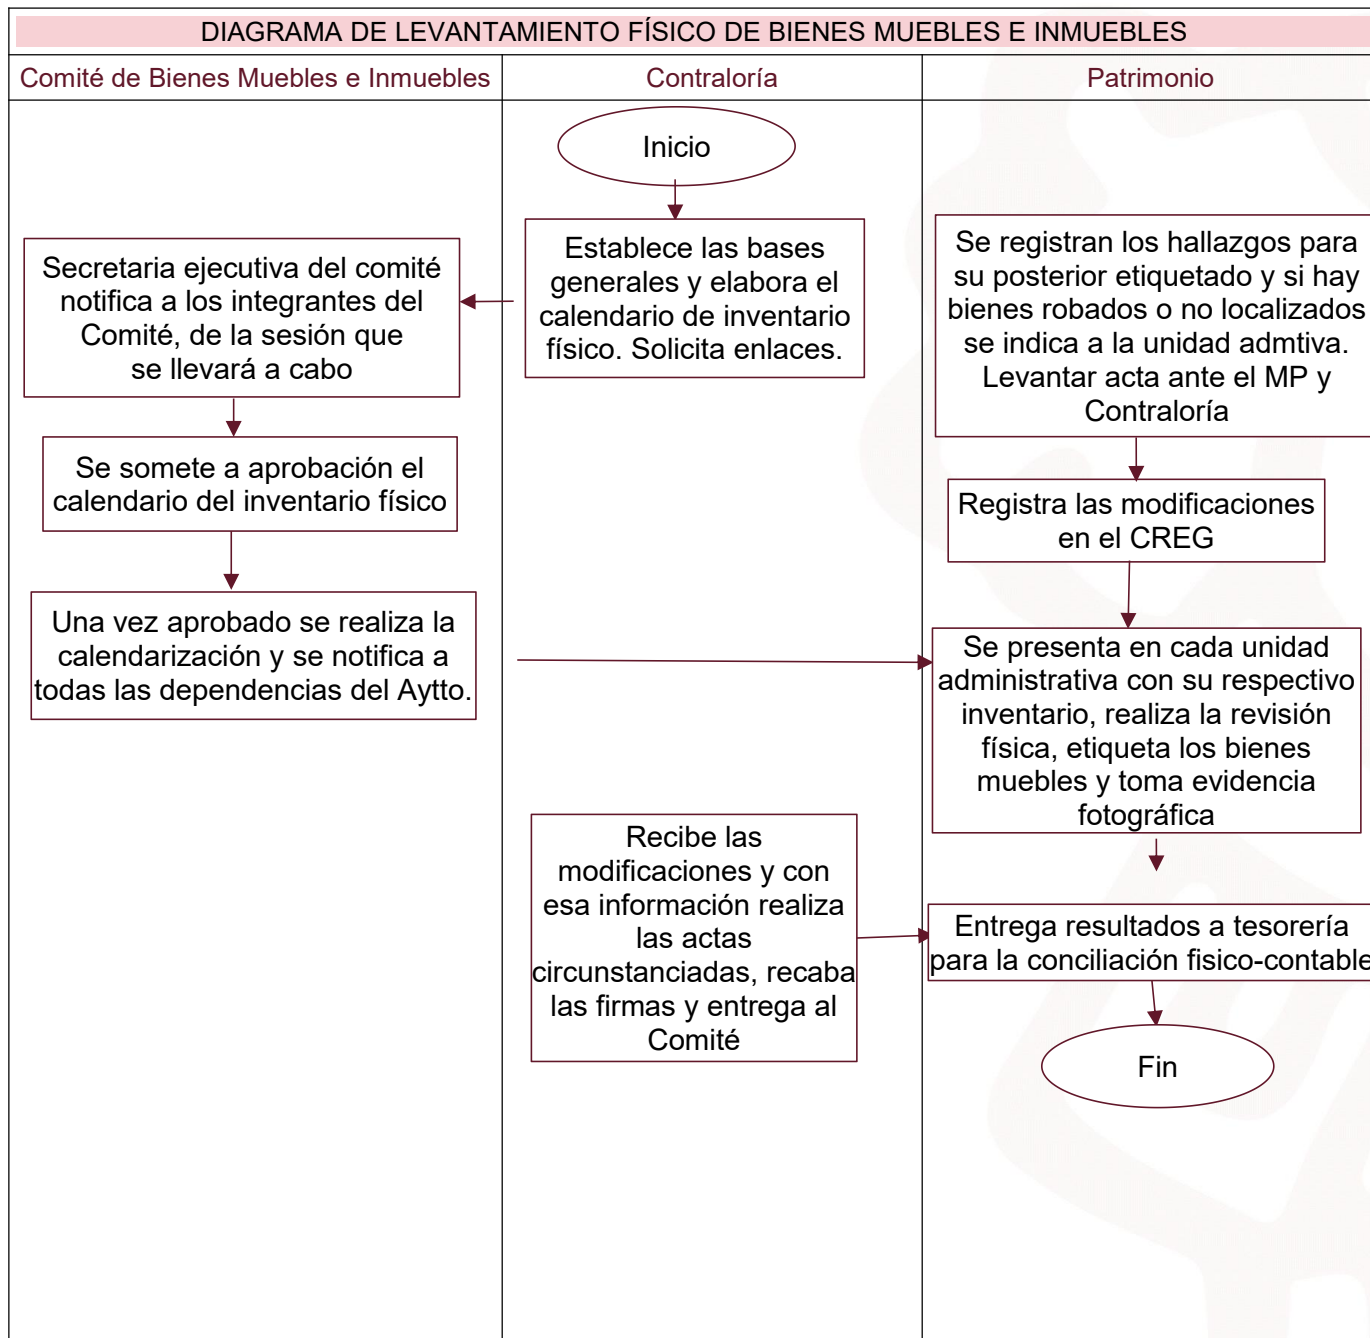 DIAGRAMA DE LEVANTAMIENTO FÍSICO DE BIENES MUEBLES E INMUEBLES
Comité de Bienes Muebles e Inmuebles
Contraloría
Patrimonio
Inicio
Establece las bases
generales y elabora el
calendario de inventario
físico. Solicita enlaces.
Secretaria ejecutiva del comité
notifica a los integrantes del
Comité, de la sesión que
se llevará a cabo
Se somete a aprobación el
calendario del inventario físico
Una vez aprobado se realiza la
calendarización y se notifica a
todas las dependencias del Aytto.
Se registran los hallazgos para
su posterior etiquetado y si hay
bienes robados o no localizados
se indica a la unidad admtiva.
Levantar acta ante el MP y
Contraloría
Registra las modificaciones
en el CREG
Se presenta en cada unidad
administrativa con su respectivo
inventario, realiza la revisión
física, etiqueta los bienes
muebles y toma evidencia
fotográfica
Recibe las
modificaciones y con
esa información realiza
las actas
circunstanciadas, recaba
las firmas y entrega al
Comité
Entrega resultados a tesorería
para la conciliación fisico-contable
Fin